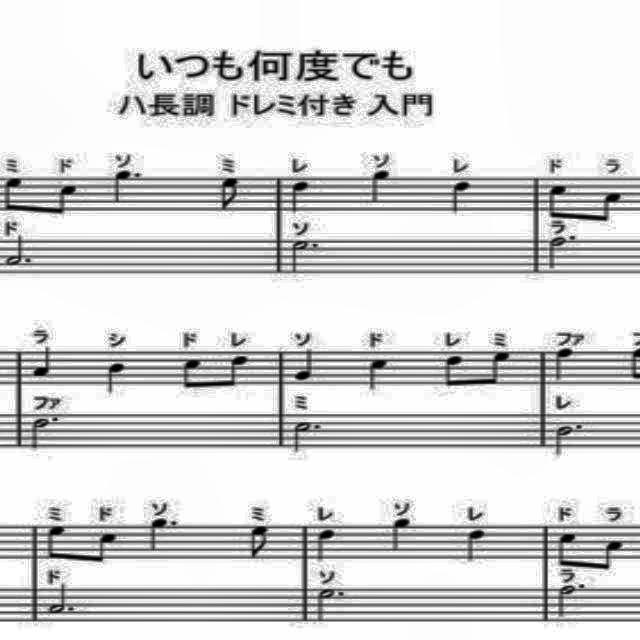 いつも何度でも
ハ長調 ドレミ付き 入門
ミ ド ソ ミ レ ソ レ ド ラ
ド ソ ラ
ラ シ ド レ ソ ド レ ミ ファ
ファ ミ レ
ミ ド ソ ミ レ ソ レ ド ラ
ド ソ ラ